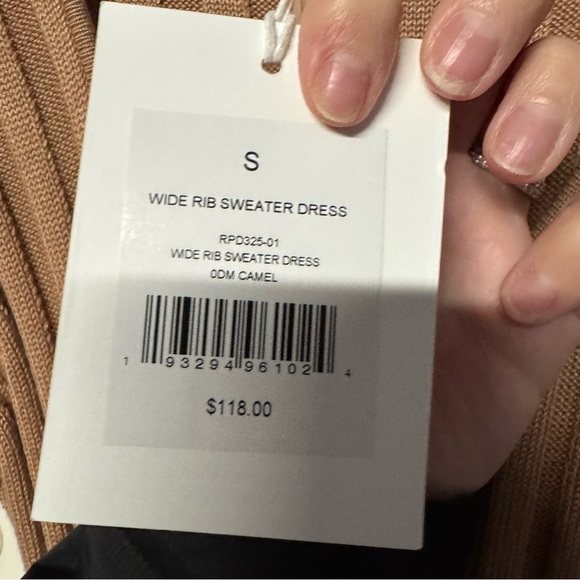 S
WIDE RIB SWEATER DRESS
RPD325-01
WIDE RIB SWEATER DRESS
0DM CAMEL
1 93294 96102 4
$118.00